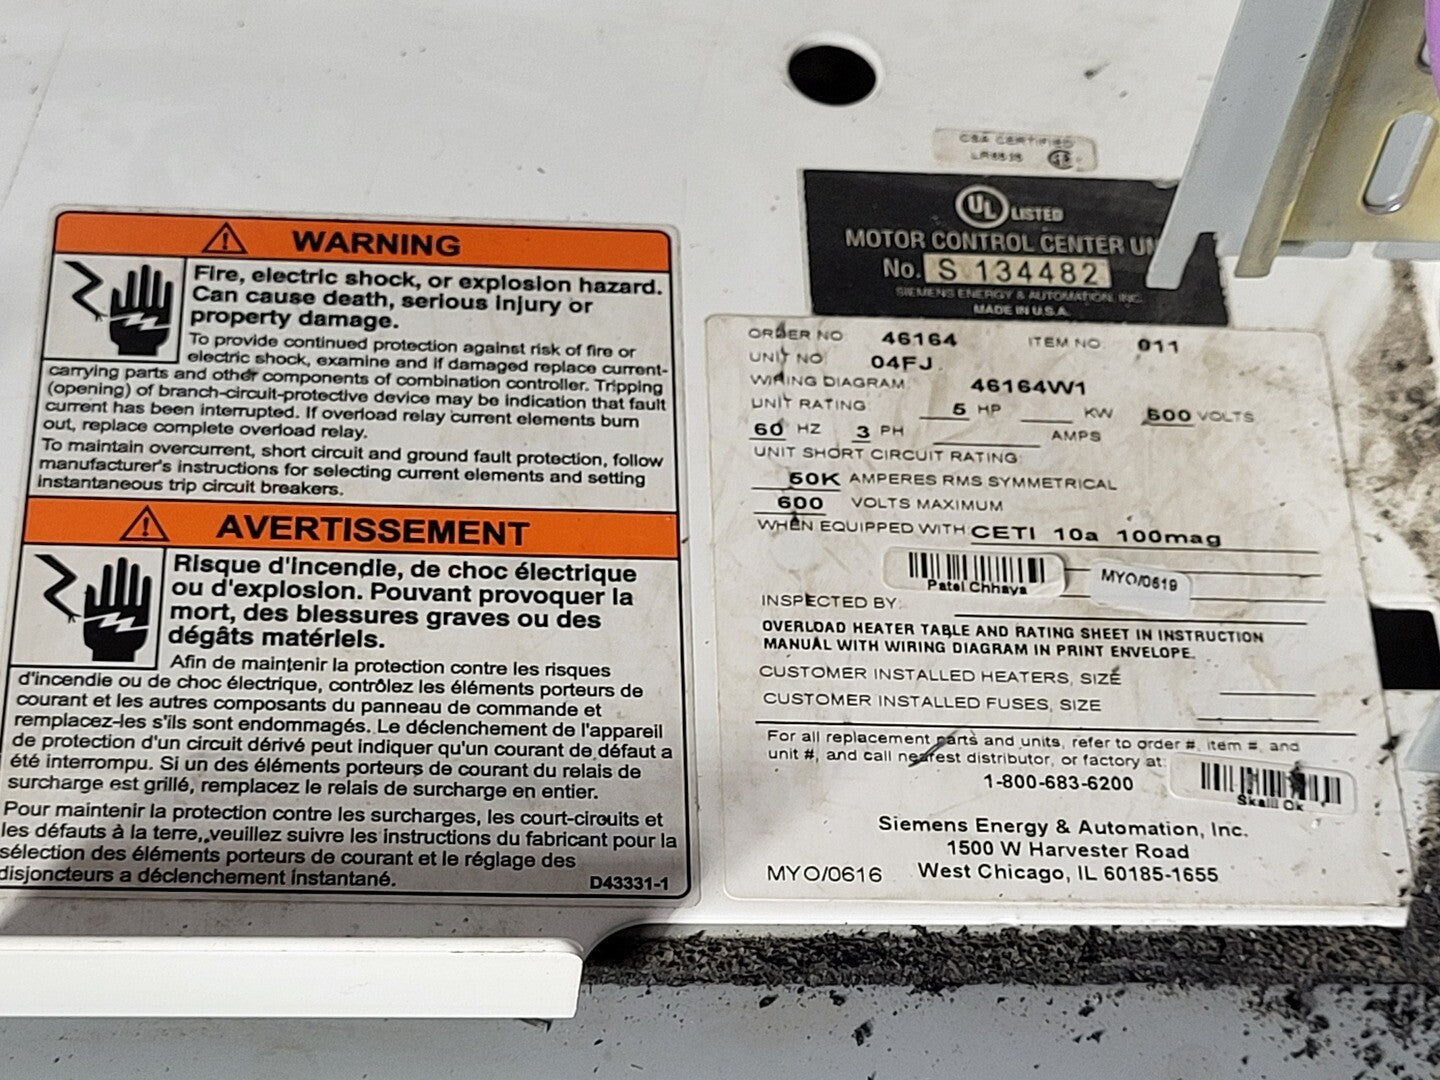 WARNING
Fire, electric shock, or explosion hazard.
Can cause death, serious injury or
property damage.
To provide continued protection against risk of fire or
electric shock, examine and if damaged replace current-
carrying parts and other components of combination controller. Tripping
(opening) of branch-circuit-protective device may be indication that fault
current has been interrupted. If overload relay current elements burn
out, replace complete overload relay.
To maintain overcurrent, short circuit and ground fault protection, follow
manufacturer's instructions for selecting current elements and setting
instantaneous trip circuit breakers.
AVERTISSEMENT
Risque d'incendie, de choc électrique
ou d'explosion. Pouvant provoquer la
mort, des blessures graves ou des
dégâts matériels.
Afin de maintenir la protection contre les risques
d'incendie ou de choc électrique, contrôlez les éléments porteurs de
courant et les autres composants du panneau de commande et
remplacez-les s'ils sont endommagés. Le déclenchement de l'appareil
de protection d'un circuit dérivé peut indiquer qu'un courant de défaut a
été interrompu. Si un des éléments porteurs de courant du relais de
surcharge est grillé, remplacez le relais de surcharge en entier.
Pour maintenir la protection contre les surcharges, les court-circuits et
les défauts à la terre, veuillez suivre les instructions du fabricant pour la
sélection des éléments porteurs de courant et le réglage des
disjoncteurs a déclenchement instantané.
D43331-1
CSA CERTIFIED
UL LISTED
MOTOR CONTROL CENTER UN
No. S 134482
SIEMENS ENERGY & AUTOMATION, INC.
MADE IN U.S.A.
ORDER NO 46164 ITEM NO 011
UNIT NO 04FJ
WIRING DIAGRAM 46164W1
UNIT RATING 5 HP KW 600 VOLTS
60 HZ 3 PH AMPS
UNIT SHORT CIRCUIT RATING:
50K AMPERES RMS SYMMETRICAL
600 VOLTS MAXIMUM
WHEN EQUIPPED WITH CETI 10a 100mag
Patel Chhaya
MYO/0619
INSPECTED BY:
OVERLOAD HEATER TABLE AND RATING SHEET IN INSTRUCTION
MANUAL WITH WIRING DIAGRAM IN PRINT ENVELOPE.
CUSTOMER INSTALLED HEATERS, SIZE
CUSTOMER INSTALLED FUSES, SIZE
For all replacement parts and units, refer to order #, item #, and
unit #, and call nearest distributor, or factory at:
1-800-683-6200
Skalli Ok
Siemens Energy & Automation, Inc.
1500 W Harvester Road
MYO/0616 West Chicago, IL 60185-1655